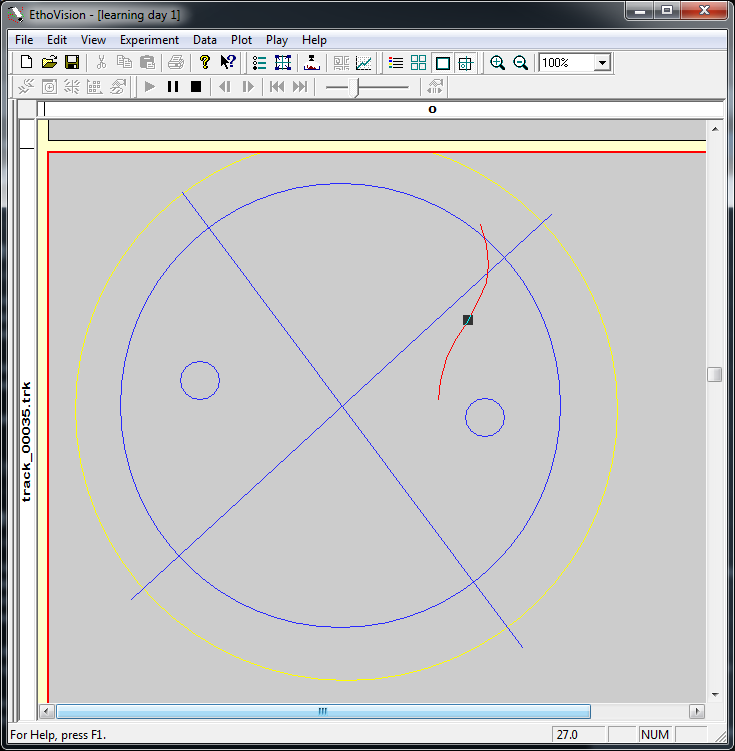 EthoVision - [learning day 1]
File Edit View Experiment Data Plot Play Help
100%
o
track_00035.trk
For Help, press F1.
27.0
NUM